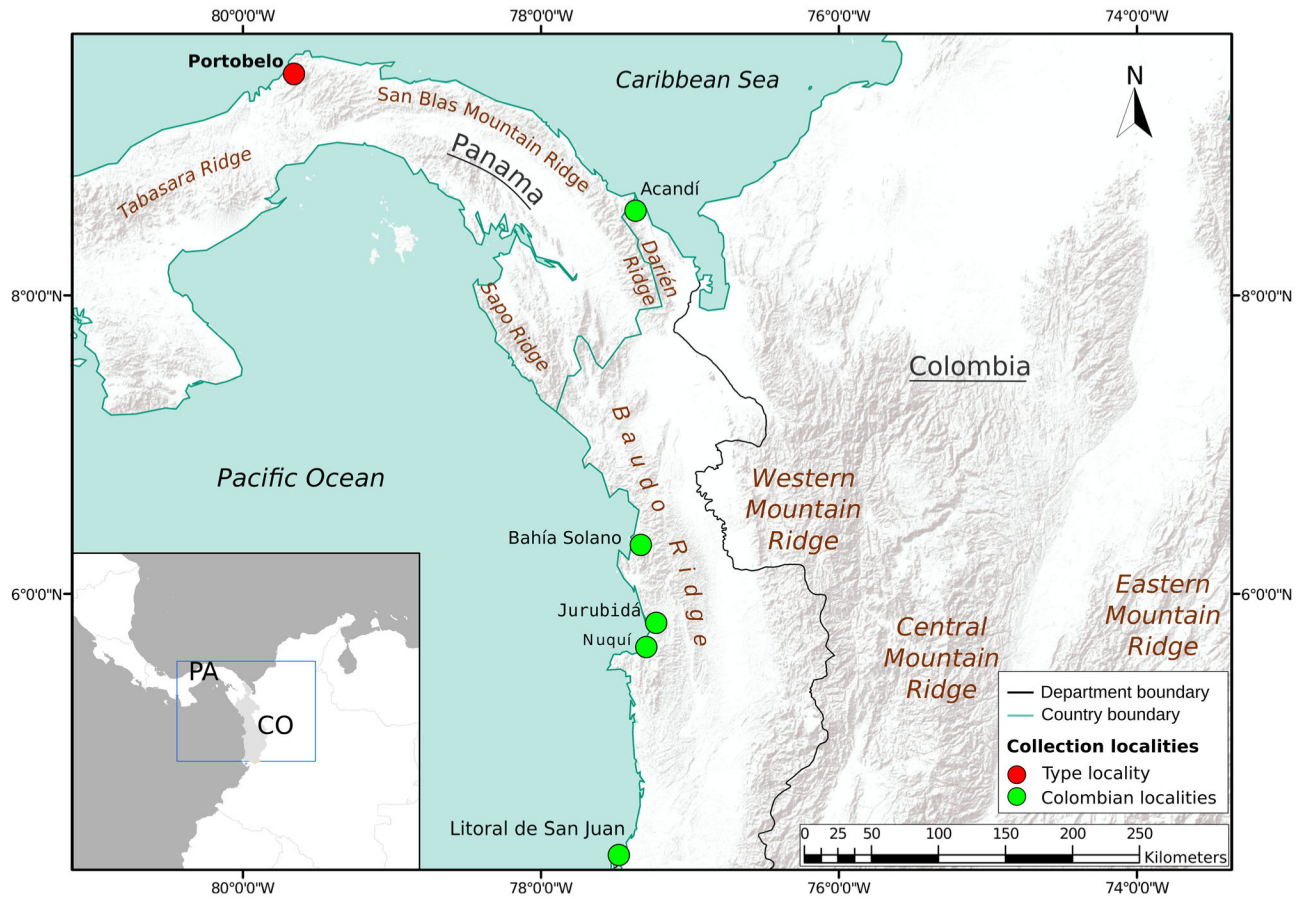 80°0'0"W 78°0'0"W 76°0'0"W 74°0'0"W
Portobelo
Caribbean Sea
N
San Blas Mountain Ridge
Panama
Tabasara Ridge
Acandí
Darién
Ridge
8°0'0"N 8°0'0"N
Sapo Ridge
Colombia
Baudo Ridge
Pacific Ocean
Western
Mountain
Ridge
Bahía Solano
Eastern
Mountain
Ridge
6°0'0"N 6°0'0"N
Jurubidá
Nuquí
Central
Mountain
Ridge
PA
CO
Department boundary
Country boundary
Collection localities
Type locality
Colombian localities
Litoral de San Juan
0 25 50 100 150 200 250
Kilometers
80°0'0"W 78°0'0"W 76°0'0"W 74°0'0"W